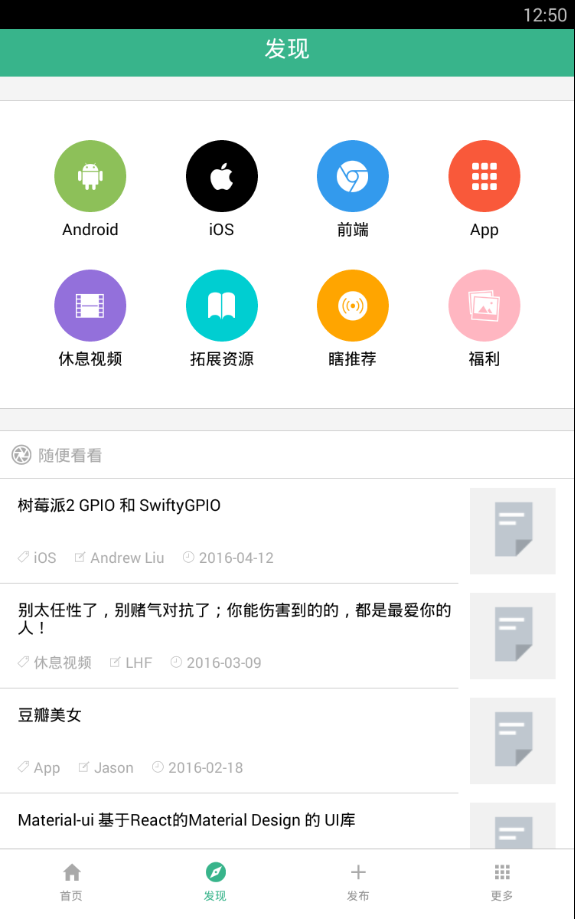 12:50
发现
Android iOS 前端 App
休息视频 拓展资源 瞎推荐 福利
随便看看
树莓派2 GPIO 和 SwiftyGPIO
iOS Andrew Liu 2016-04-12
别太任性了，别赌气对抗了；你能伤害到的的，都是最爱你的
人！
休息视频 LHF 2016-03-09
豆瓣美女
App Jason 2016-02-18
Material-ui 基于React的Material Design 的 UI库
首页 发现 发布 更多